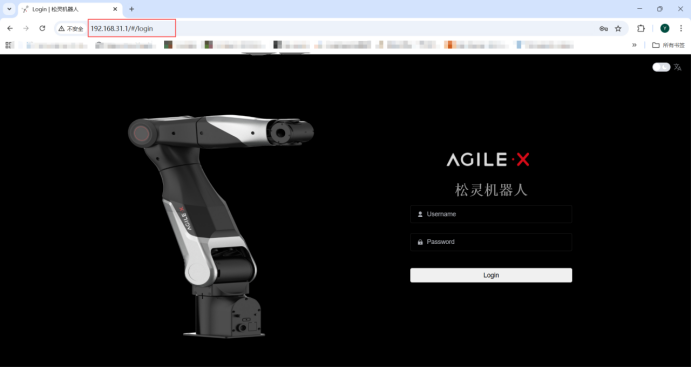 Login | 松灵机器人
不安全
192.168.31.1/#/login
Y
所有书签
AGILE·X
松灵机器人
Username
Password
Login
AGILE·X